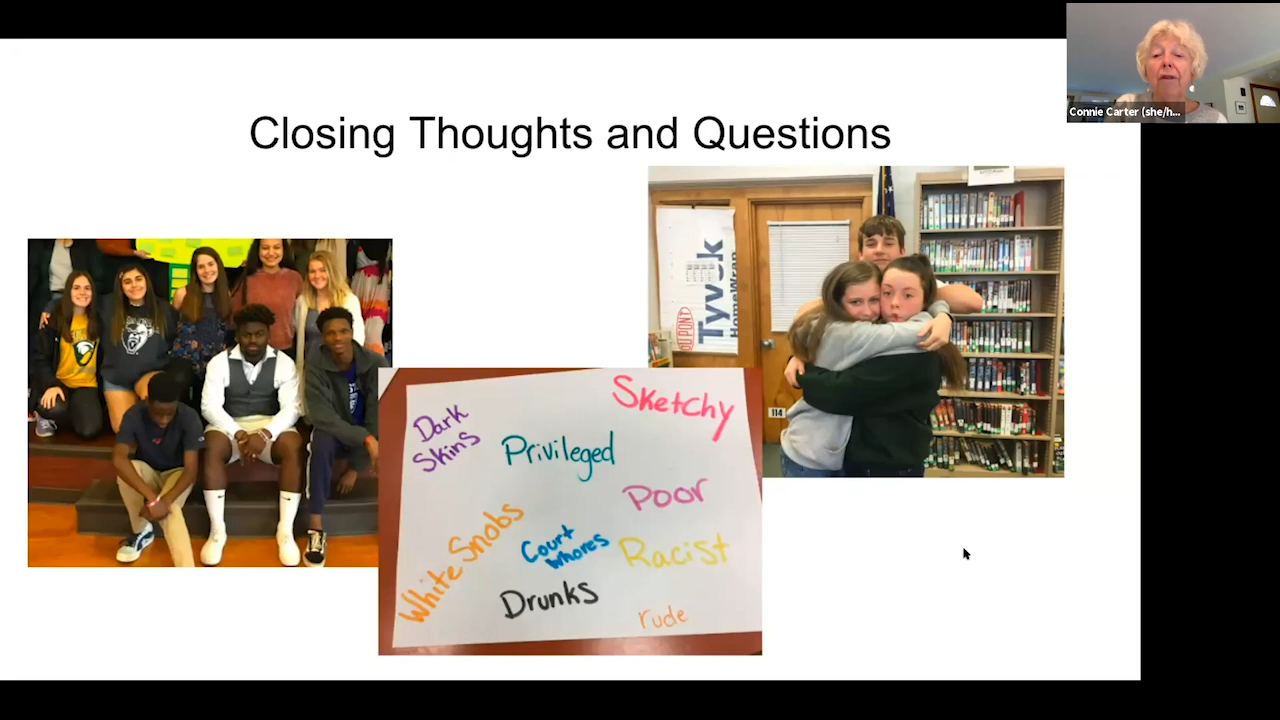 Connie Carter (she/h...
Closing Thoughts and Questions
DUPONT
Tyvek
HomeWrap
114
Dark
Skins
Sketchy
Privileged
Poor
White Snobs
Court
Whores
Racist
Drunks
rude